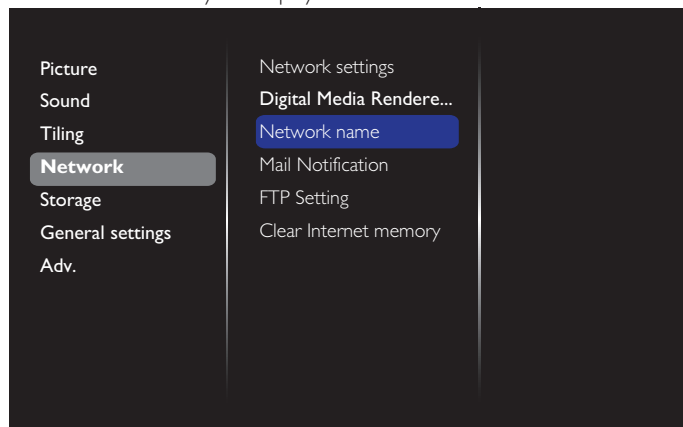 Picture
Sound
Tiling
Network
Storage
General settings
Adv.
Network settings
Digital Media Rendere...
Network name
Mail Notification
FTP Setting
Clear Internet memory